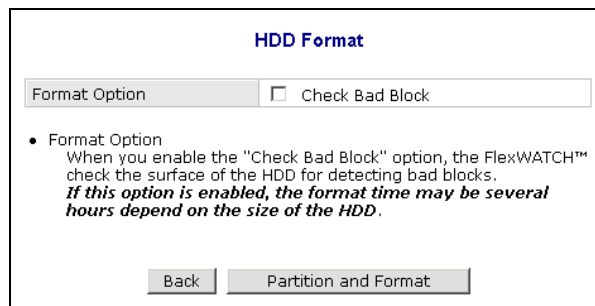 HDD Format
Format Option
Check Bad Block
• Format Option
When you enable the "Check Bad Block" option, the FlexWATCH™
check the surface of the HDD for detecting bad blocks.
If this option is enabled, the format time may be several
hours depend on the size of the HDD.
Back
Partition and Format